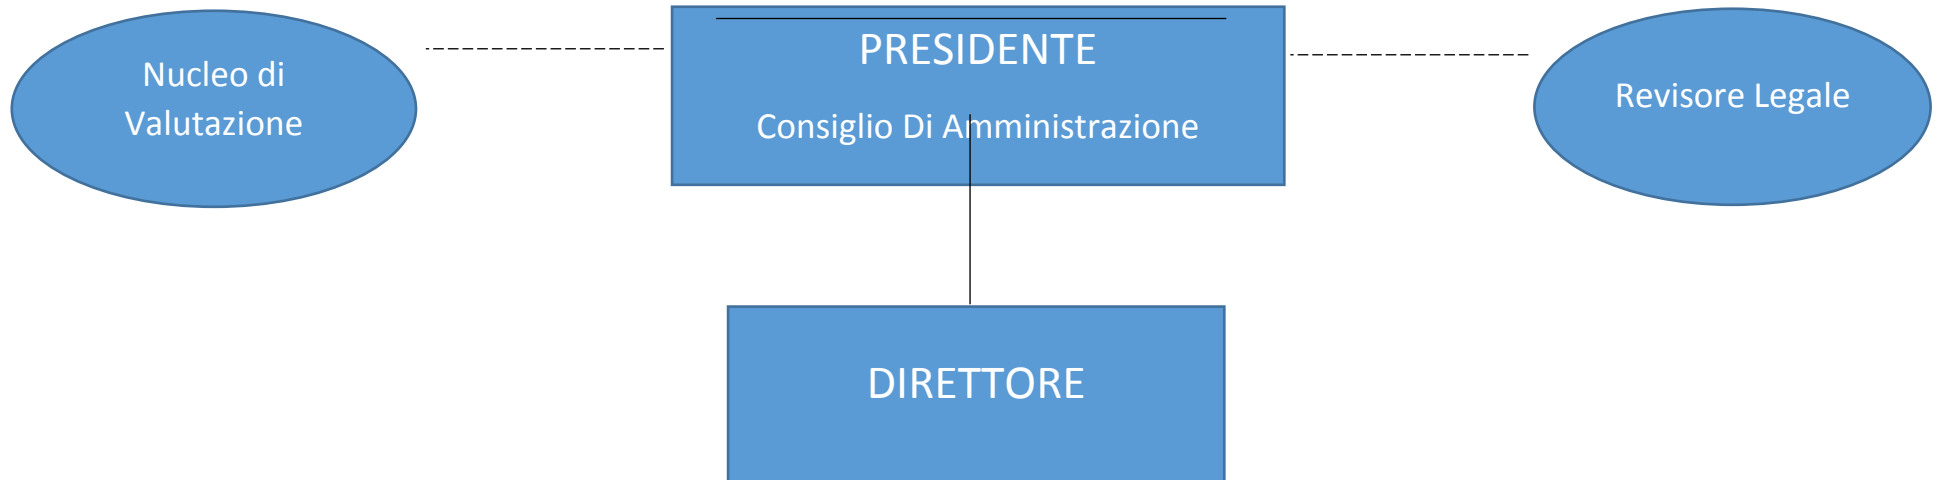 Nucleo di
Valutazione
PRESIDENTE
Consiglio Di Amministrazione
Revisore Legale
DIRETTORE